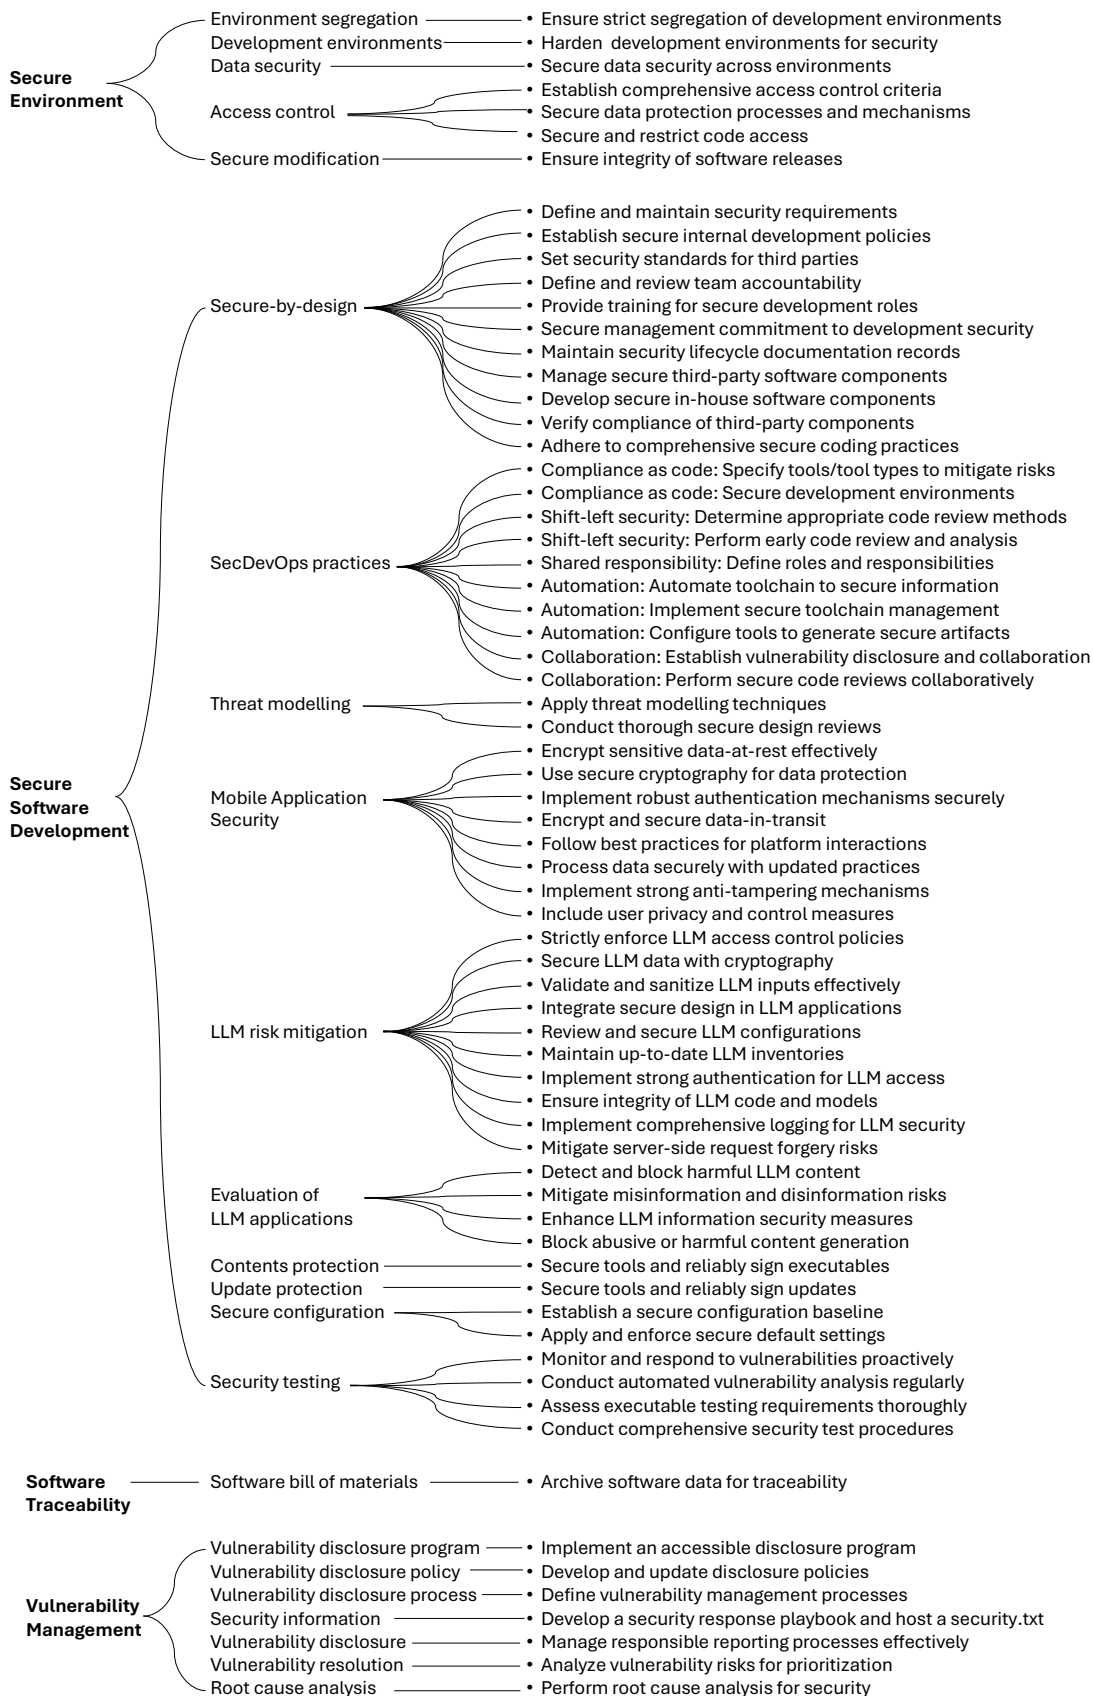 Secure
Environment
Environment segregation
• Ensure strict segregation of development environments
Development environments
• Harden development environments for security
Data security
• Secure data security across environments
Access control
• Establish comprehensive access control criteria
• Secure data protection processes and mechanisms
• Secure and restrict code access
Secure modification
• Ensure integrity of software releases
Secure
Software
Development
Secure-by-design
• Define and maintain security requirements
• Establish secure internal development policies
• Set security standards for third parties
• Define and review team accountability
• Provide training for secure development roles
• Secure management commitment to development security
• Maintain security lifecycle documentation records
• Manage secure third-party software components
• Develop secure in-house software components
• Verify compliance of third-party components
• Adhere to comprehensive secure coding practices
SecDevOps practices
• Compliance as code: Specify tools/tool types to mitigate risks
• Compliance as code: Secure development environments
• Shift-left security: Determine appropriate code review methods
• Shift-left security: Perform early code review and analysis
• Shared responsibility: Define roles and responsibilities
• Automation: Automate toolchain to secure information
• Automation: Implement secure toolchain management
• Automation: Configure tools to generate secure artifacts
• Collaboration: Establish vulnerability disclosure and collaboration
• Collaboration: Perform secure code reviews collaboratively
Threat modelling
• Apply threat modelling techniques
• Conduct thorough secure design reviews
Mobile Application
Security
• Encrypt sensitive data-at-rest effectively
• Use secure cryptography for data protection
• Implement robust authentication mechanisms securely
• Encrypt and secure data-in-transit
• Follow best practices for platform interactions
• Process data securely with updated practices
• Implement strong anti-tampering mechanisms
• Include user privacy and control measures
LLM risk mitigation
• Strictly enforce LLM access control policies
• Secure LLM data with cryptography
• Validate and sanitize LLM inputs effectively
• Integrate secure design in LLM applications
• Review and secure LLM configurations
• Maintain up-to-date LLM inventories
• Implement strong authentication for LLM access
• Ensure integrity of LLM code and models
• Implement comprehensive logging for LLM security
• Mitigate server-side request forgery risks
Evaluation of
LLM applications
• Detect and block harmful LLM content
• Mitigate misinformation and disinformation risks
• Enhance LLM information security measures
• Block abusive or harmful content generation
Contents protection
• Secure tools and reliably sign executables
Update protection
• Secure tools and reliably sign updates
Secure configuration
• Establish a secure configuration baseline
• Apply and enforce secure default settings
Security testing
• Monitor and respond to vulnerabilities proactively
• Conduct automated vulnerability analysis regularly
• Assess executable testing requirements thoroughly
• Conduct comprehensive security test procedures
Software
Traceability
Software bill of materials
• Archive software data for traceability
Vulnerability
Management
Vulnerability disclosure program
• Implement an accessible disclosure program
Vulnerability disclosure policy
• Develop and update disclosure policies
Vulnerability disclosure process
• Define vulnerability management processes
Security information
• Develop a security response playbook and host a security.txt
Vulnerability disclosure
• Manage responsible reporting processes effectively
Vulnerability resolution
• Analyze vulnerability risks for prioritization
Root cause analysis
• Perform root cause analysis for security